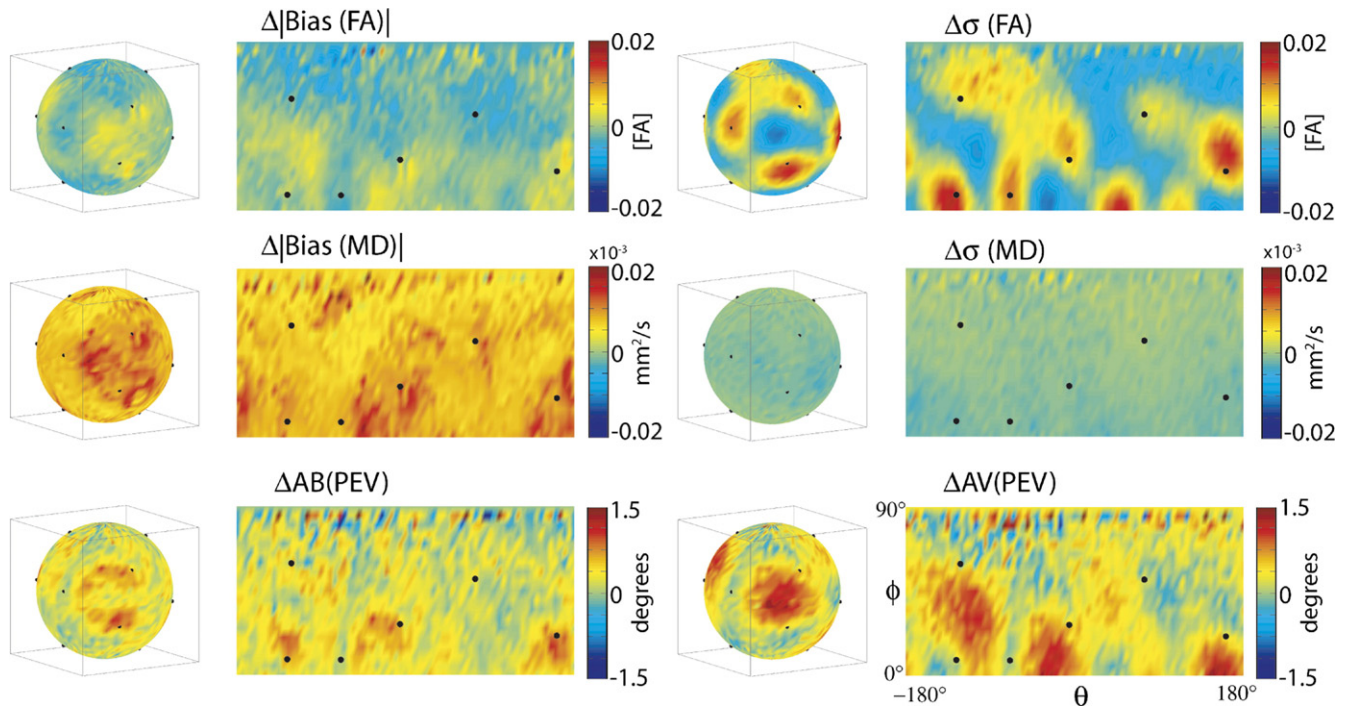 Δ|Bias (FA)|
0.02
0
-0.02
[FA]
Δσ (FA)
0.02
0
-0.02
[FA]
Δ|Bias (MD)|
x10⁻³
0.02
0
-0.02
mm²/s
Δσ (MD)
x10⁻³
0.02
0
-0.02
mm²/s
ΔAB(PEV)
1.5
0
-1.5
degrees
ΔAV(PEV)
90°
ϕ
0°
−180°
θ
180°
1.5
0
-1.5
degrees